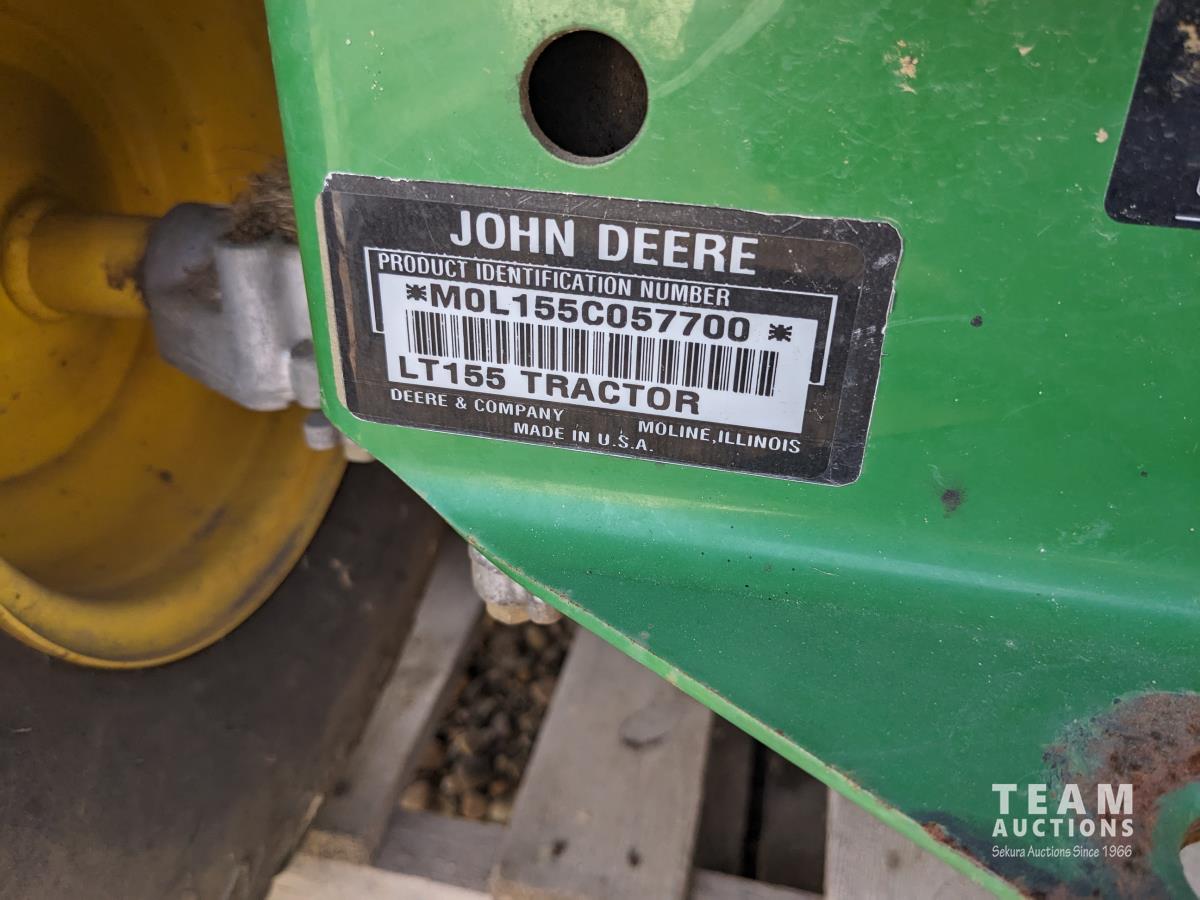 JOHN DEERE
PRODUCT IDENTIFICATION NUMBER
*M0L155C057700*
LT155 TRACTOR
DEERE & COMPANY MOLINE, ILLINOIS
MADE IN U.S.A.
TEAM
AUCTIONS
Sekura Auctions Since 1966